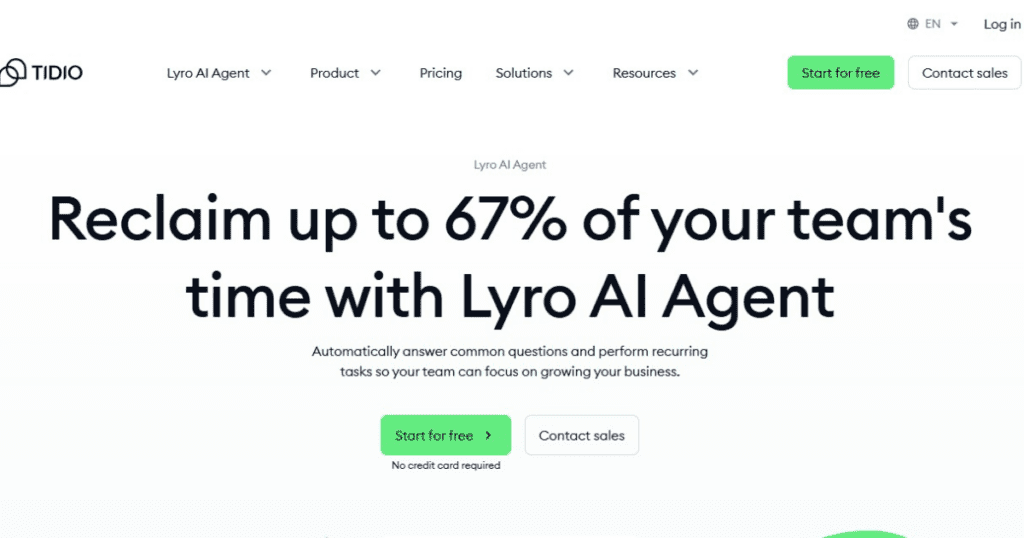 EN
Log in
TIDIO
Lyro AI Agent
Product
Pricing
Solutions
Resources
Start for free
Contact sales
Lyro AI Agent
Reclaim up to 67% of your team's
time with Lyro AI Agent
Automatically answer common questions and perform recurring
tasks so your team can focus on growing your business.
Start for free
Contact sales
No credit card required